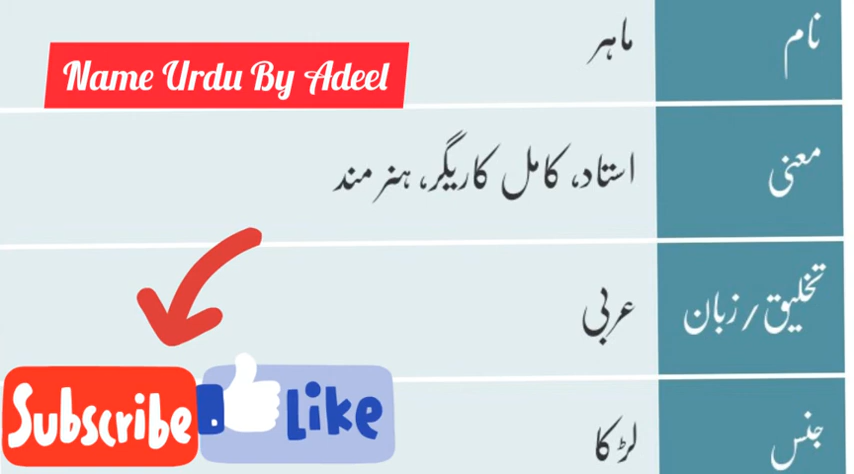 نام ماہر
Name Urdu By Adeel
معنی استاد، کامل کاریگر، ہنر مند
تخلیق/زبان عربی
جنس لڑکا
Subscribe Like